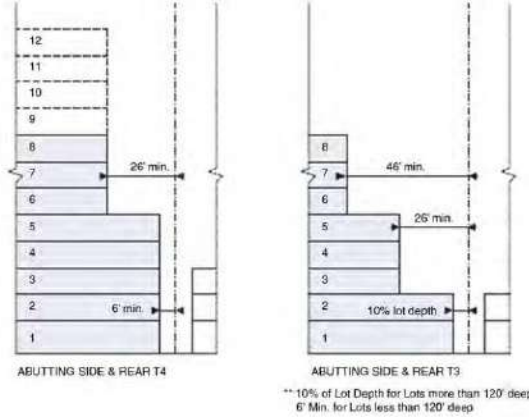 12
11
10
9
8
7
6
5
4
3
2
1
26' min.
6' min.
ABUTTING SIDE & REAR T4
8
7
6
5
4
3
2
1
46' min.
26' min.
10% lot depth
ABUTTING SIDE & REAR T3
** 10% of Lot Depth for Lots more than 120' deep
6' Min. for Lots less than 120' deep